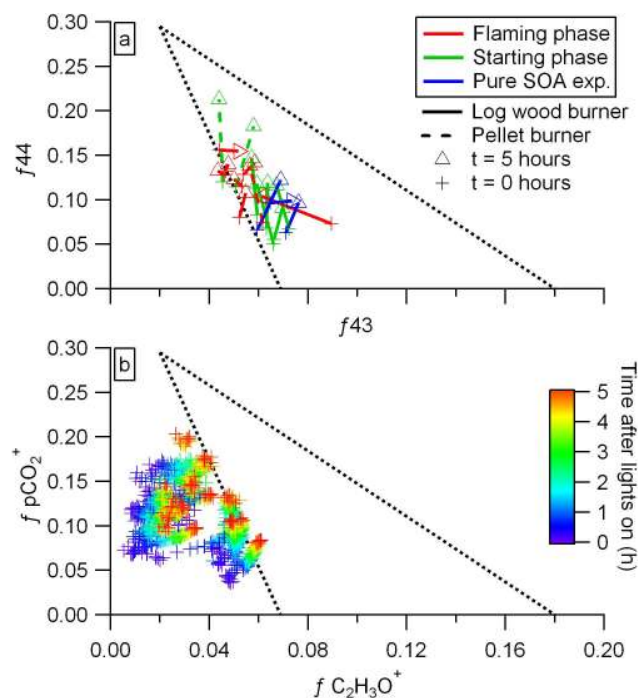 a
0.30
0.25
0.20
0.15
0.10
0.05
0.00
ƒ44
Flaming phase
Starting phase
Pure SOA exp.
Log wood burner
Pellet burner
t = 5 hours
t = 0 hours
ƒ43
b
0.30
0.25
0.20
0.15
0.10
0.05
0.00
ƒ pCO₂⁺
5
4
3
2
1
0
Time after lights on (h)
0.00 0.04 0.08 0.12 0.16 0.20
ƒ C₂H₃O⁺